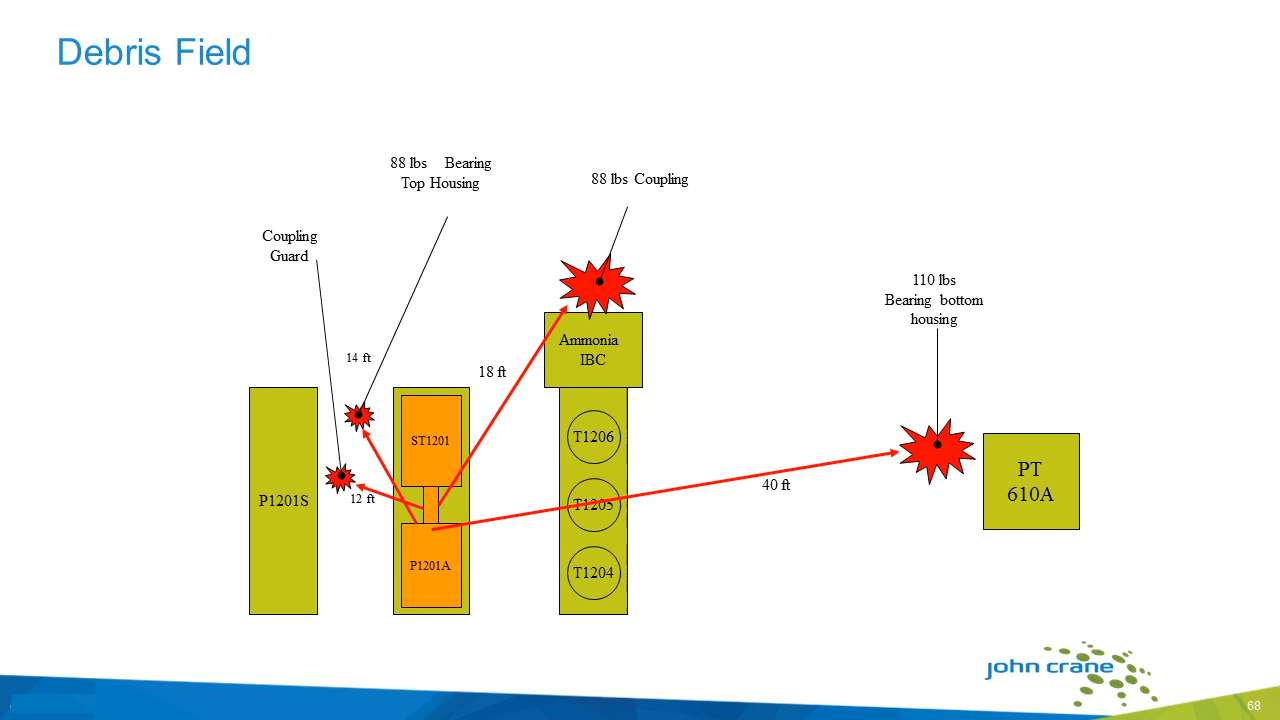 Debris Field
88 lbs Bearing
Top Housing
88 lbs Coupling
Coupling
Guard
110 lbs
Bearing bottom
housing
14 ft
18 ft
Ammonia
IBC
ST1201
T1206
P1201S
12 ft
T1205
40 ft
PT
610A
P1201A
T1204
john crane
68